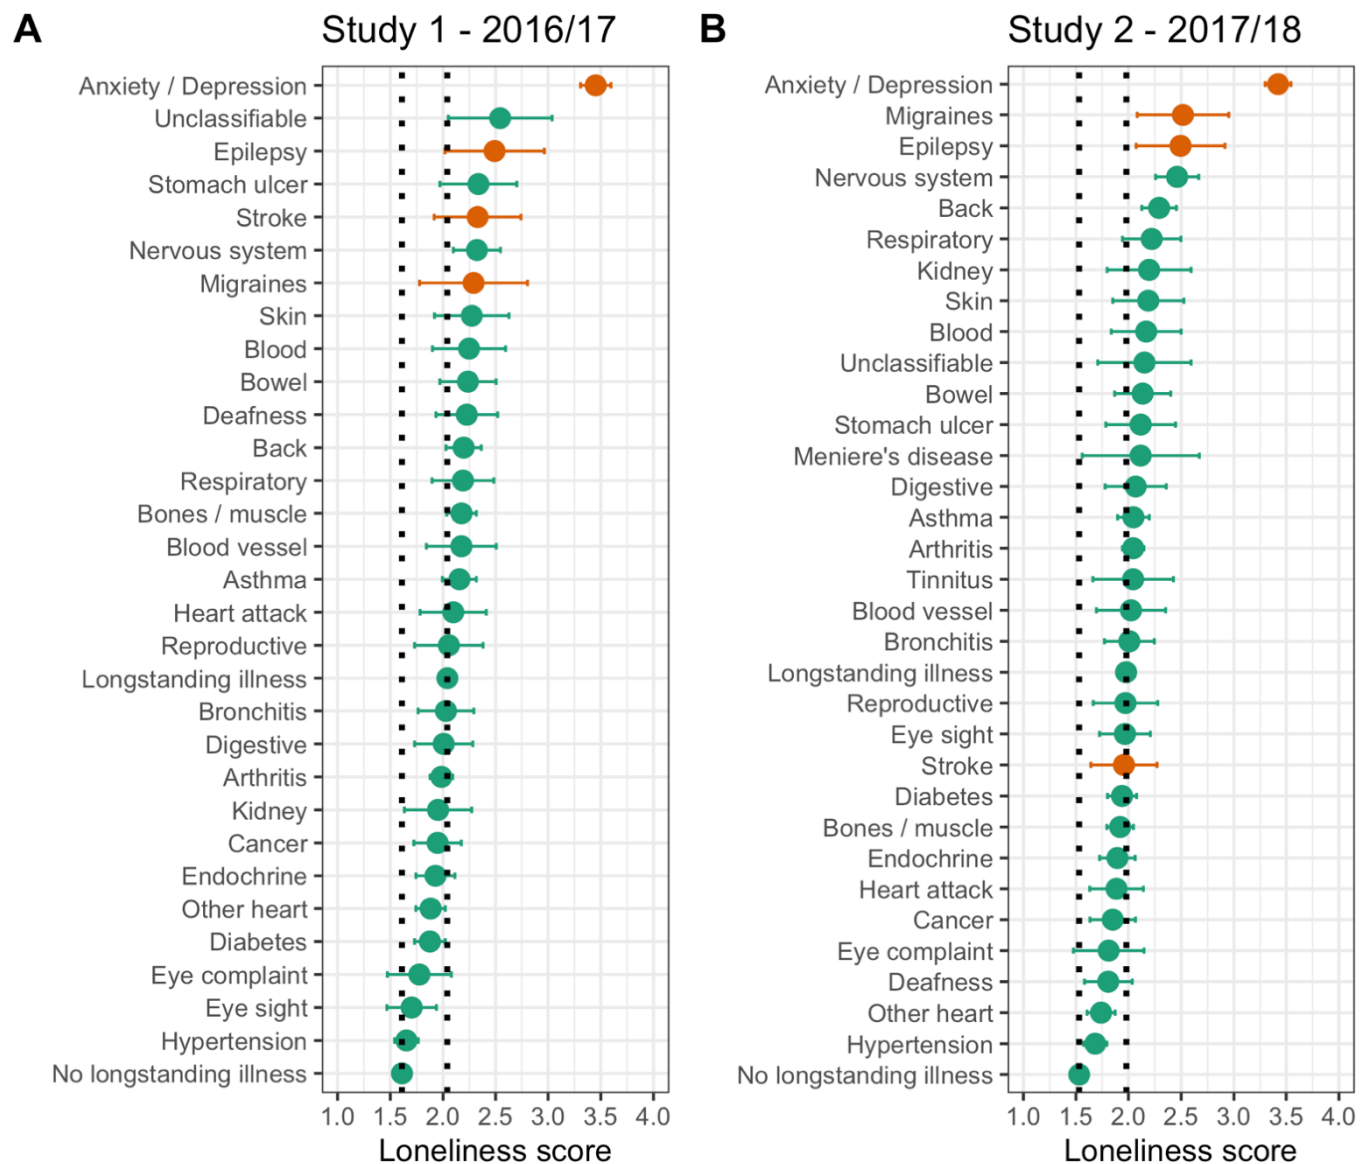 A
Study 1 - 2016/17
Anxiety / Depression
Unclassifiable
Epilepsy
Stomach ulcer
Stroke
Nervous system
Migraines
Skin
Blood
Bowel
Deafness
Back
Respiratory
Bones / muscle
Blood vessel
Asthma
Heart attack
Reproductive
Longstanding illness
Bronchitis
Digestive
Arthritis
Kidney
Cancer
Endocrine
Other heart
Diabetes
Eye complaint
Eye sight
Hypertension
No longstanding illness
1.0 1.5 2.0 2.5 3.0 3.5 4.0
Loneliness score
B
Study 2 - 2017/18
Anxiety / Depression
Migraines
Epilepsy
Nervous system
Back
Respiratory
Kidney
Skin
Blood
Unclassifiable
Bowel
Stomach ulcer
Meniere's disease
Digestive
Asthma
Arthritis
Tinnitus
Blood vessel
Bronchitis
Longstanding illness
Reproductive
Eye sight
Stroke
Diabetes
Bones / muscle
Endocrine
Heart attack
Cancer
Eye complaint
Deafness
Other heart
Hypertension
No longstanding illness
1.0 1.5 2.0 2.5 3.0 3.5 4.0
Loneliness score